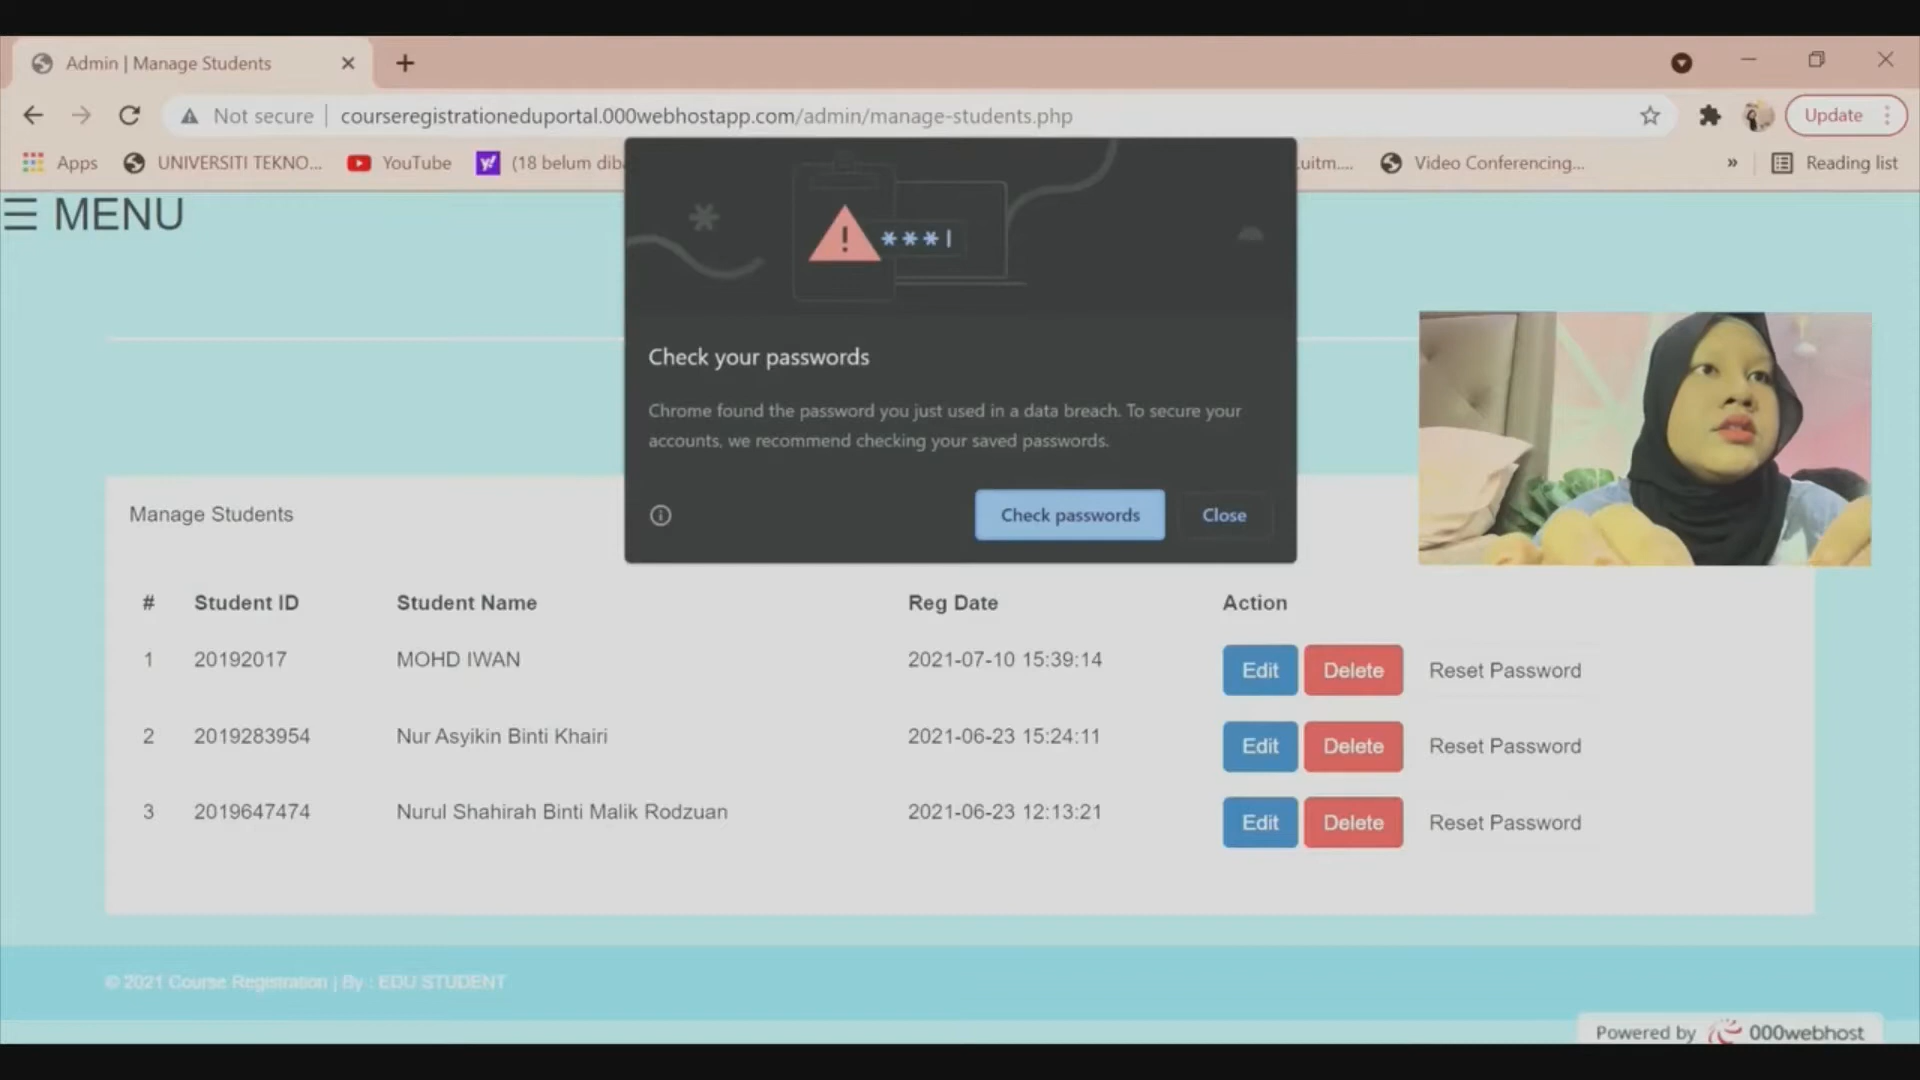 Admin | Manage Students
Not secure
courseregistrationeduportal.000webhostapp.com/admin/manage-students.php
Update
Apps
UNIVERSITI TEKNO...
YouTube
(18 belum diba
.uitm....
Video Conferencing...
»
Reading list
MENU
***
Check your passwords
Chrome found the password you just used in a data breach. To secure your
accounts, we recommend checking your saved passwords.
Check passwords
Close
Manage Students
# Student ID Student Name Reg Date Action
1 20192017 MOHD IWAN 2021-07-10 15:39:14 Edit Delete Reset Password
2 2019283954 Nur Asyikin Binti Khairi 2021-06-23 15:24:11 Edit Delete Reset Password
3 2019647474 Nurul Shahirah Binti Malik Rodzuan 2021-06-23 12:13:21 Edit Delete Reset Password
© 2021 Course Registration | By : EDU STUDENT
Powered by 000webhost